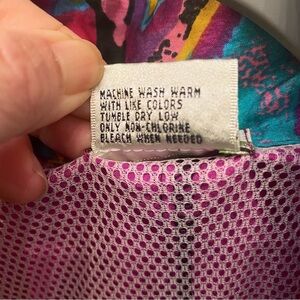 MACHINE WASH WARM
WITH LIKE COLORS
TUMBLE DRY LOW
ONLY NON-CHLORINE
BLEACH WHEN NEEDED